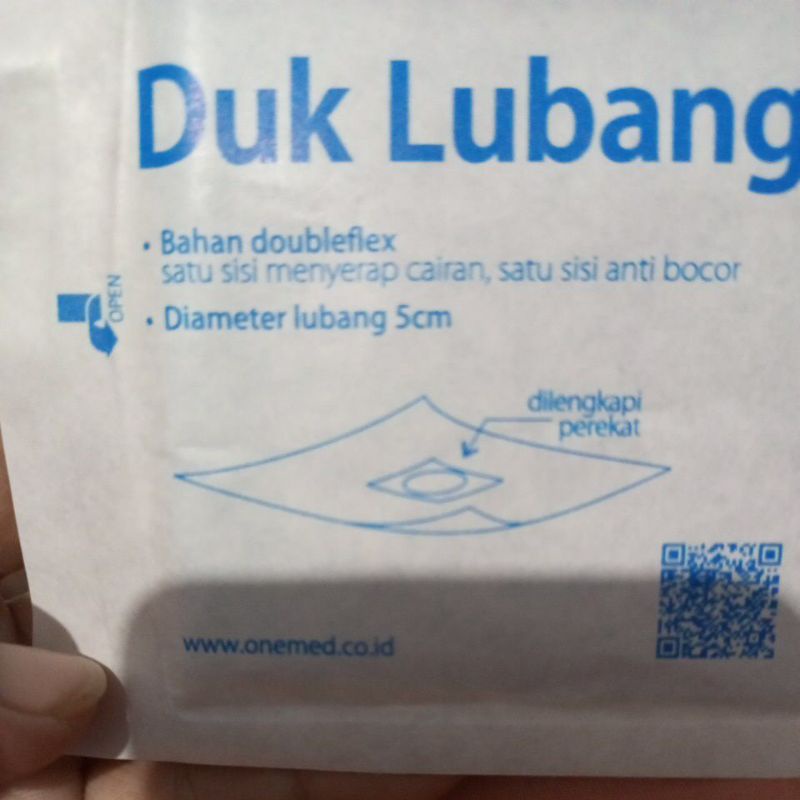 Duk Lubang
• Bahan doubleflex
satu sisi menyerap cairan, satu sisi anti bocor
OPEN
• Diameter lubang 5cm
dilengkapi
perekat
www.onemed.co.id